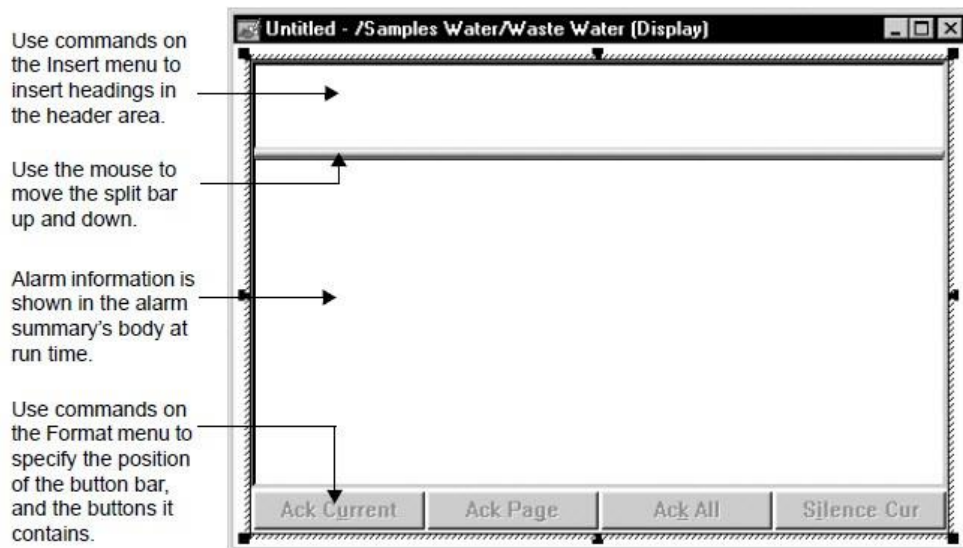 Untitled - /Samples Water/Waste Water (Display)
Use commands on
the Insert menu to
insert headings in
the header area.
Use the mouse to
move the split bar
up and down.
Alarm information is
shown in the alarm
summary's body at
run time.
Use commands on
the Format menu to
specify the position
of the button bar,
and the buttons it
contains.
Ack Current
Ack Page
Ack All
Silence Cur